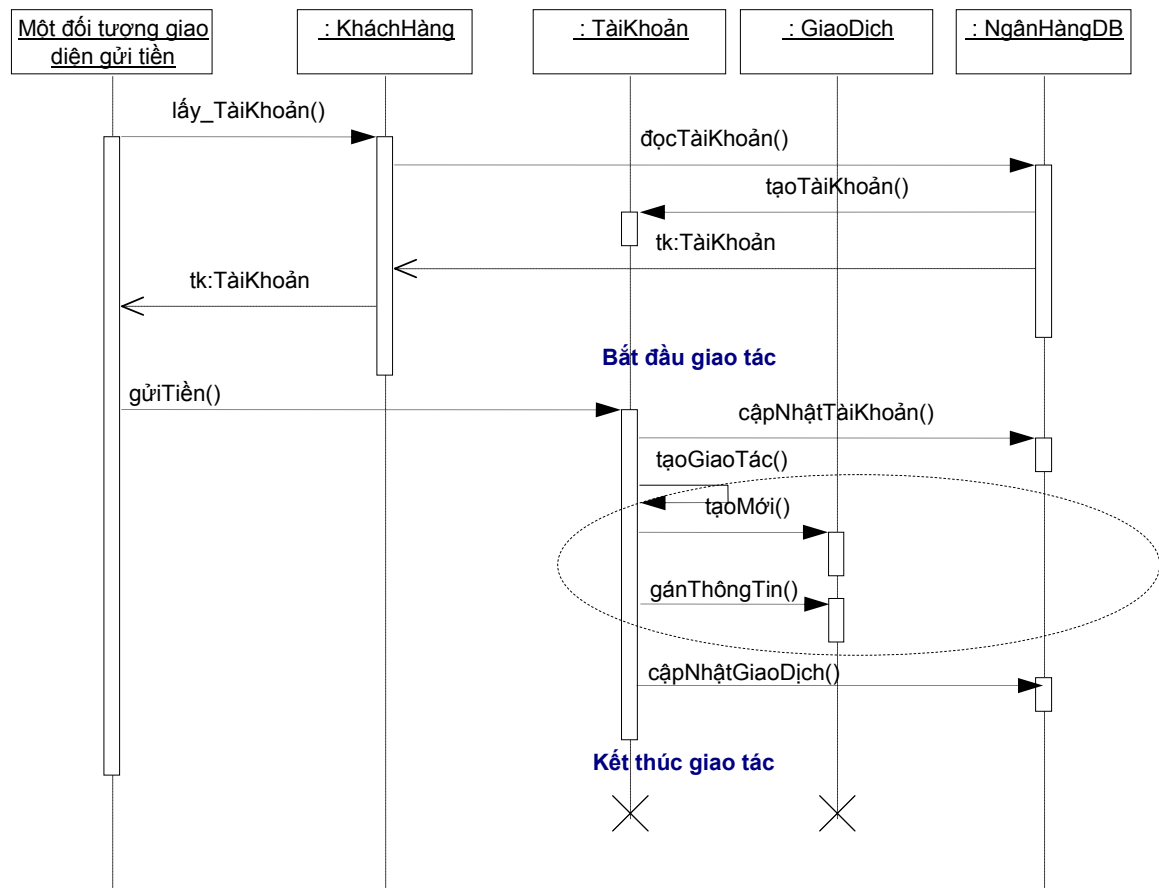 Một đối tượng giao
diện gửi tiền
: KháchHàng
: TàiKhoản
: GiaoDịch
: NgânHàngDB
lấy_TàiKhoản()
đọcTàiKhoản()
tạoTàiKhoản()
tk:TàiKhoản
tk:TàiKhoản
Bắt đầu giao tác
gửiTiền()
cậpNhậtTàiKhoản()
tạoGiaoTác()
tạoMới()
gánThôngTin()
cậpNhậtGiaoDịch()
Kết thúc giao tác